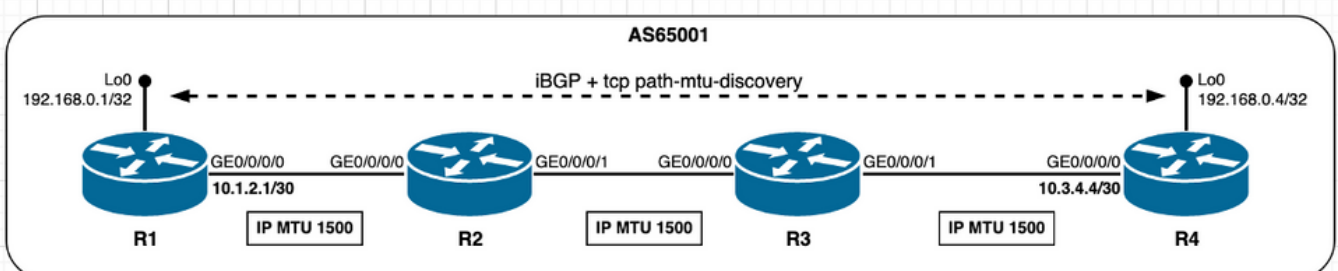 AS65001
Lo0
192.168.0.1/32
iBGP + tcp path-mtu-discovery
Lo0
192.168.0.4/32
GE0/0/0/0
GE0/0/0/0
GE0/0/0/1
GE0/0/0/0
GE0/0/0/1
GE0/0/0/0
10.1.2.1/30
10.3.4.4/30
IP MTU 1500
IP MTU 1500
IP MTU 1500
R1
R2
R3
R4